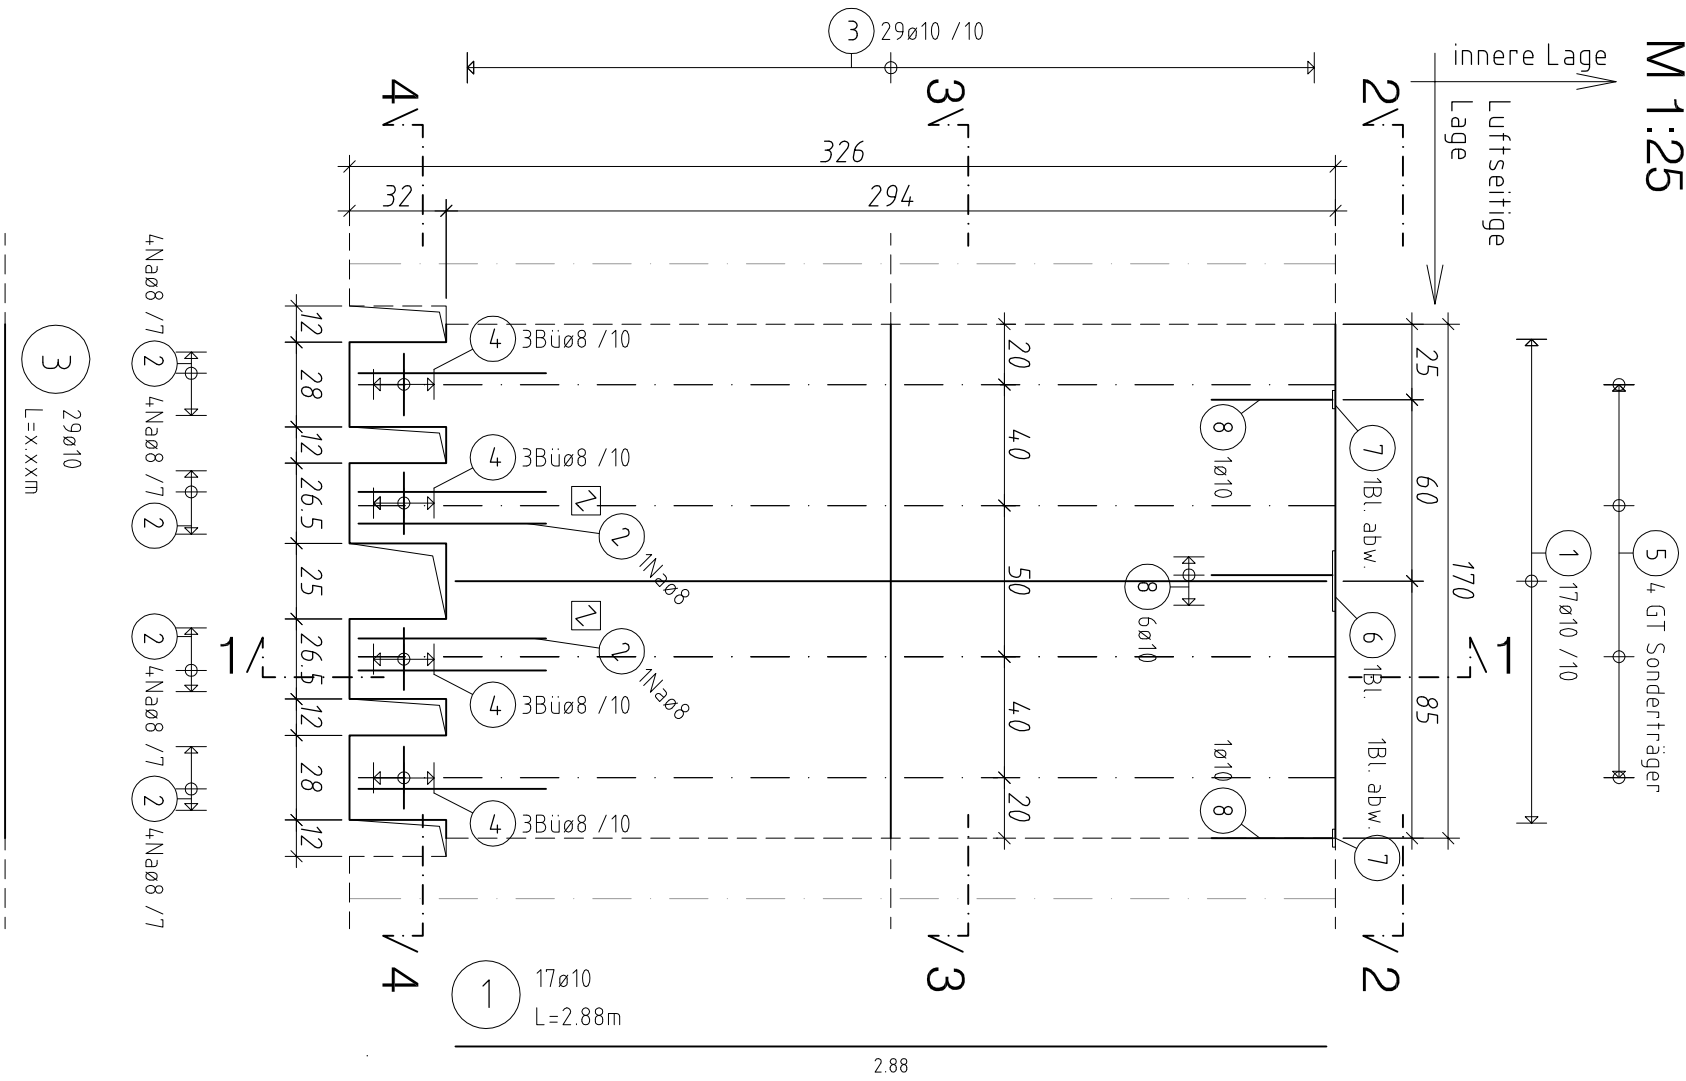 M 1:25
innere Lage
Luftseitige
Lage
3 29ø10 /10
4
3
2
326
32
294
12
28
12
26.5
25
26.5
12
28
12
4 3Büø8 /10
4 3Büø8 /10
4 3Büø8 /10
4 3Büø8 /10
2 1Naø8
2 1Naø8
Z
Z
20
40
50
40
20
25
60
85
170
8 1ø10
8 6ø10
1ø10 8
7 1Bl. abw.
6 1Bl.
1Bl. abw. 7
1 17ø10 /10
5 4 GT Sonderträger
1
1
4Naø8 /7 2
4Naø8 /7 2
2 4Naø8 /7
2 4Naø8 /7
3 29ø10
L=x.xxm
4
3
2
1 17ø10
L=2.88m
2.88